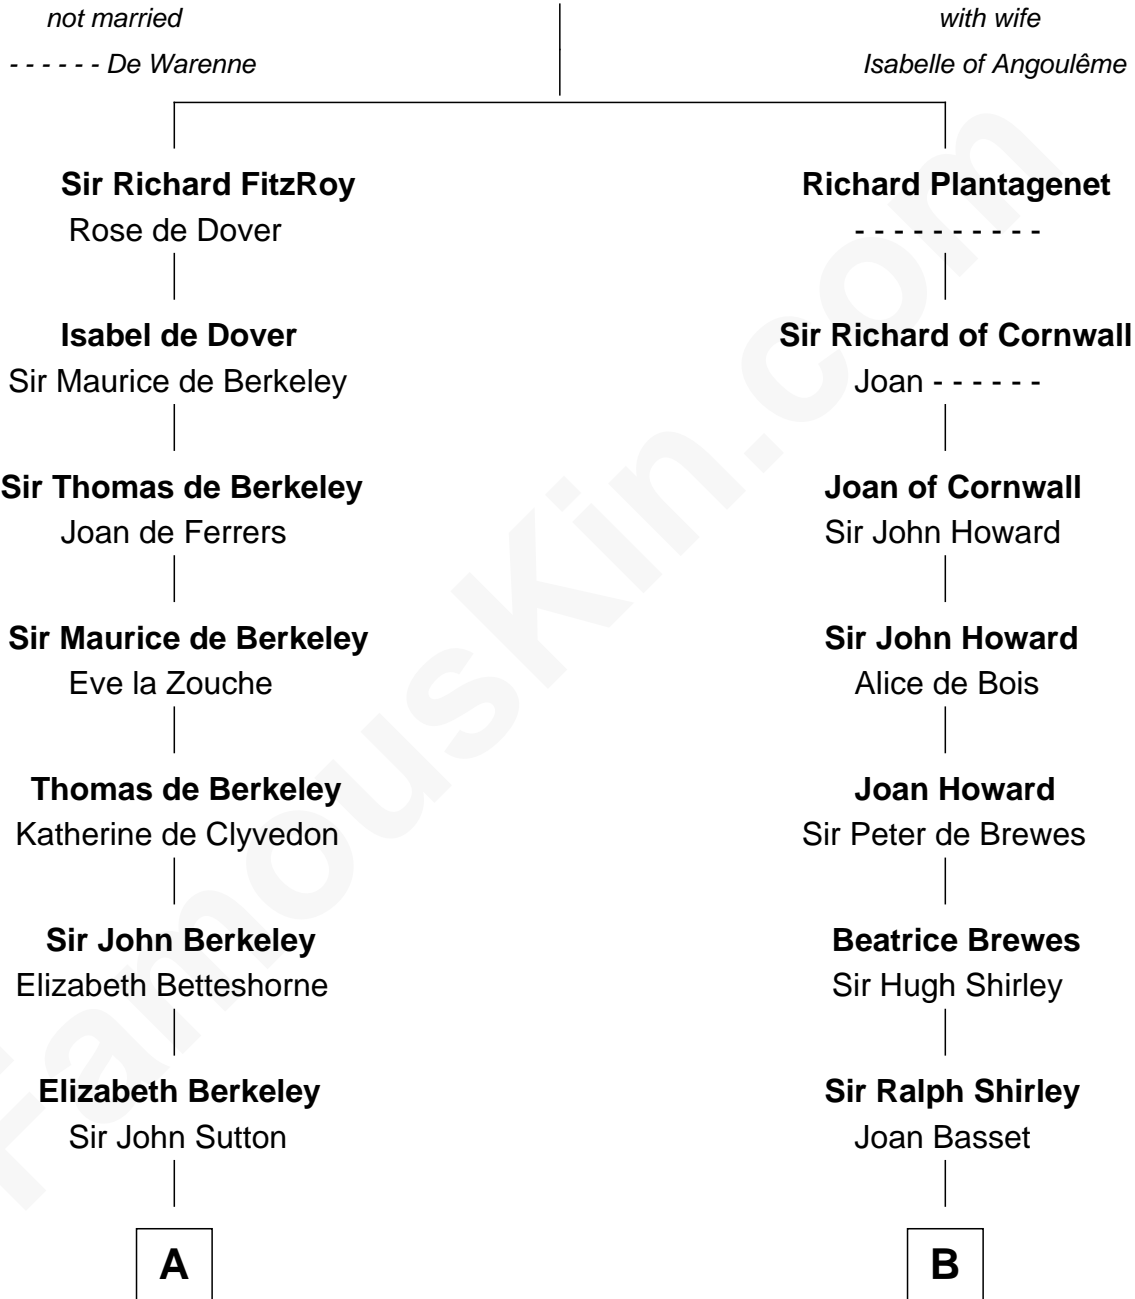 not married
with wife
- - - - - - De Warenne
Isabelle of Angoulême
Sir Richard FitzRoy
Richard Plantagenet
Rose de Dover
- - - - - - - - - -
Isabel de Dover
Sir Richard of Cornwall
Sir Maurice de Berkeley
Joan - - - - - -
Sir Thomas de Berkeley
Joan of Cornwall
Joan de Ferrers
Sir John Howard
Sir Maurice de Berkeley
Sir John Howard
Eve la Zouche
Alice de Bois
Thomas de Berkeley
Joan Howard
Katherine de Clyvedon
Sir Peter de Brewes
Sir John Berkeley
Beatrice Brewes
Elizabeth Betteshorne
Sir Hugh Shirley
Elizabeth Berkeley
Sir Ralph Shirley
Sir John Sutton
Joan Basset
A
B
FamousKin.com